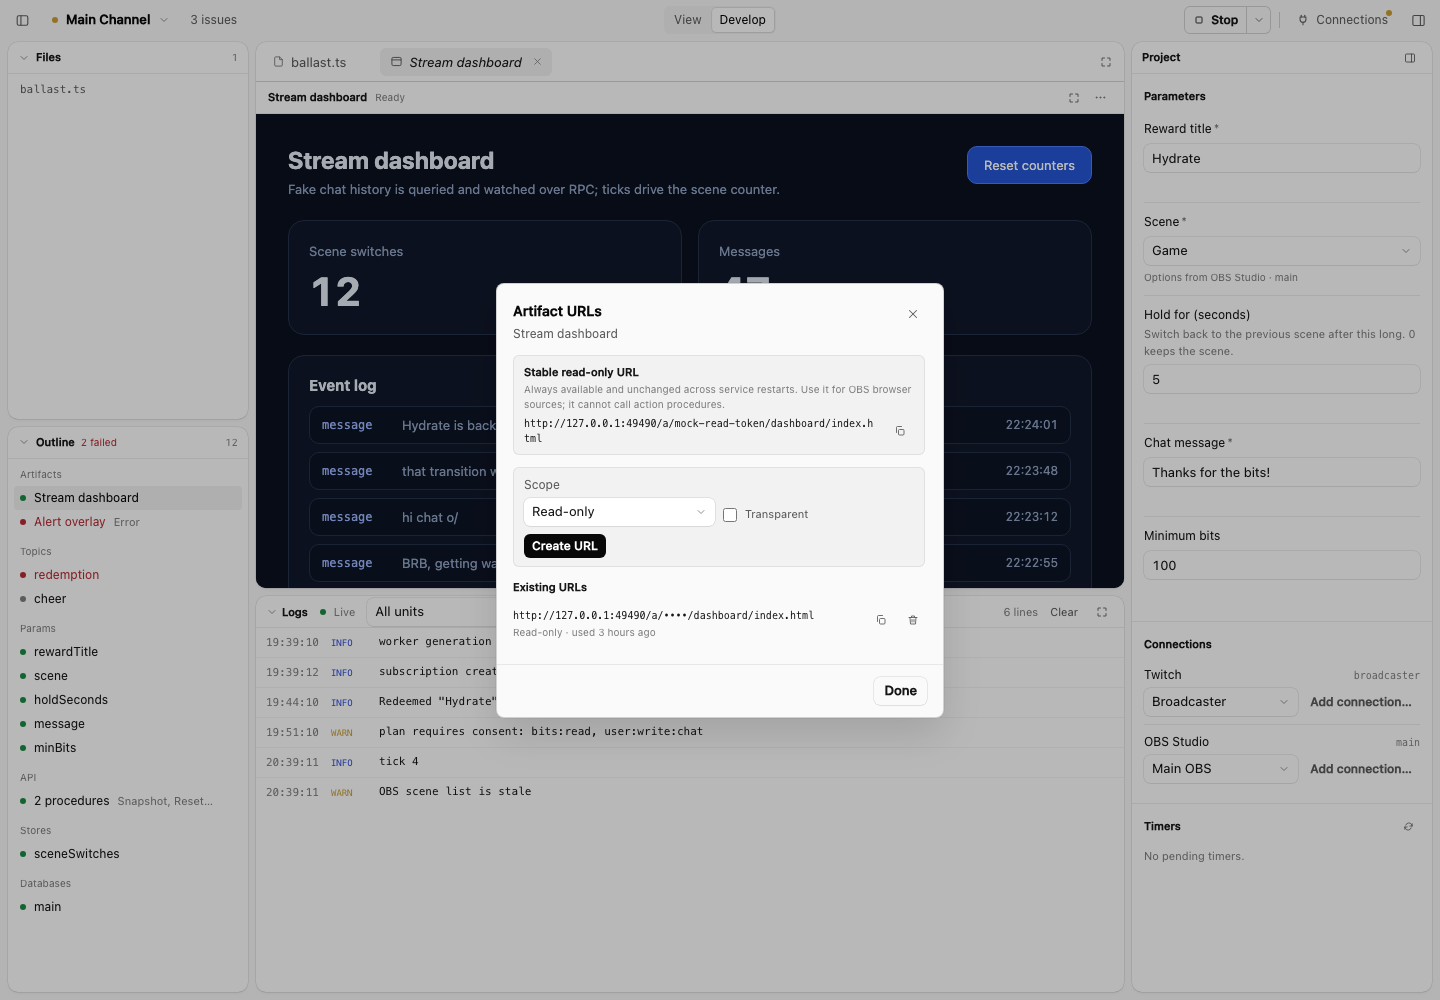 Main Channel
3 issues
View
Develop
Stop
Connections
Files
1
ballast.ts
Outline
2 failed
12
Artifacts
Stream dashboard
Alert overlay
Error
Topics
redemption
cheer
Params
rewardTitle
scene
holdSeconds
message
minBits
API
2 procedures
Snapshot, Reset...
Stores
sceneSwitches
Databases
main
ballast.ts
Stream dashboard
Stream dashboard
Ready
Stream dashboard
Fake chat history is queried and watched over RPC; ticks drive the scene counter.
Reset counters
Scene switches
12
Messages
Event log
message
Hydrate is back
22:24:01
message
that transition
22:23:48
message
hi chat o/
22:23:12
message
BRB, getting
22:22:55
Artifact URLs
Stream dashboard
Stable read-only URL
Always available and unchanged across service restarts. Use it for OBS browser
sources; it cannot call action procedures.
http://127.0.0.1:49490/a/mock-read-token/dashboard/index.h
tml
Scope
Read-only
Transparent
Create URL
Existing URLs
http://127.0.0.1:49490/a/••••/dashboard/index.html
Read-only · used 3 hours ago
Done
Logs
Live
All units
6 lines
Clear
19:39:10 INFO worker generation
19:39:12 INFO subscription creat
19:44:10 INFO Redeemed "Hydrate"
19:51:10 WARN plan requires consent: bits:read, user:write:chat
20:39:11 INFO tick 4
20:39:11 WARN OBS scene list is stale
Project
Parameters
Reward title *
Hydrate
Scene *
Game
Options from OBS Studio · main
Hold for (seconds)
Switch back to the previous scene after this long. 0
keeps the scene.
5
Chat message *
Thanks for the bits!
Minimum bits
100
Connections
Twitch
broadcaster
Broadcaster
Add connection...
OBS Studio
main
Main OBS
Add connection...
Timers
No pending timers.